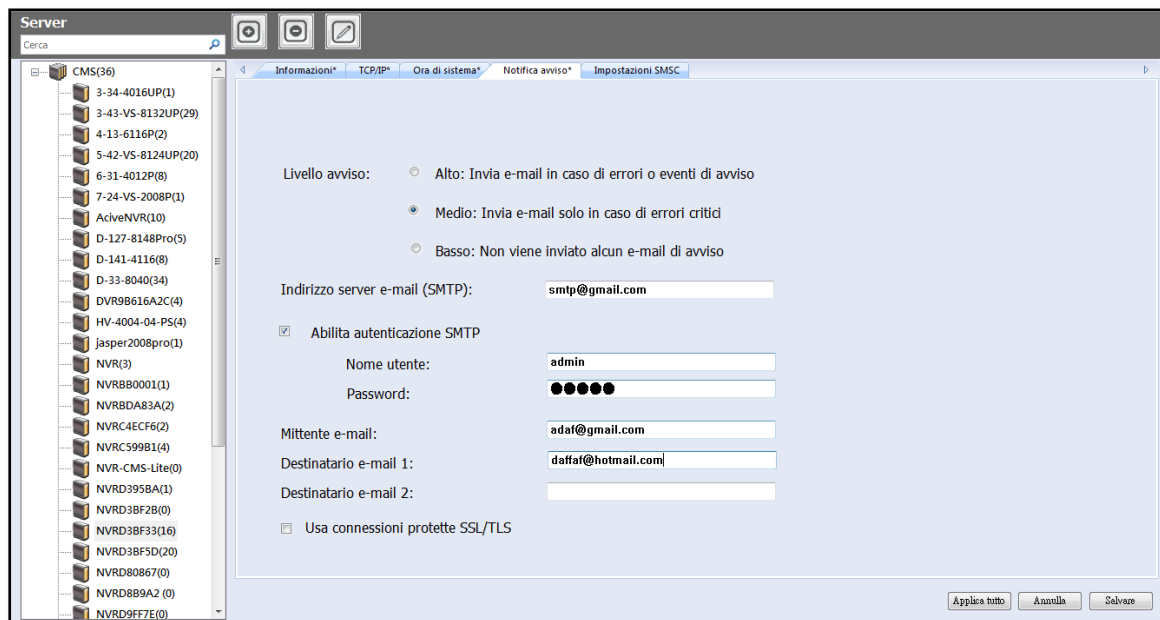 Server
Cerca
CMS(36)
3-34-4016UP(1)
3-43-VS-8132UP(29)
4-13-6116P(2)
5-42-VS-8124UP(20)
6-31-4012P(8)
7-24-VS-2008P(1)
AciveNVR(10)
D-127-8148Pro(5)
D-141-4116(8)
D-33-8040(34)
DVR9B616A2C(4)
HV-4004-04-PS(4)
jasper2008pro(1)
NVR(3)
NVRBB0001(1)
NVRBDA83A(2)
NVRC4ECF6(2)
NVRC599B1(4)
NVR-CMS-Lite(0)
NVRD395BA(1)
NVRD3BF2B(0)
NVRD3BF33(16)
NVRD3BF5D(20)
NVRD80867(0)
NVRD8B9A2 (0)
NVRD9FF7E(0)
Informazioni* TCP/IP* Ora di sistema* Notifica avviso* Impostazioni SMSC
Livello avviso: Alto: Invia e-mail in caso di errori o eventi di avviso
Medio: Invia e-mail solo in caso di errori critici
Basso: Non viene inviato alcun e-mail di avviso
Indirizzo server e-mail (SMTP): smtp@gmail.com
Abilita autenticazione SMTP
Nome utente: admin
Password: ●●●●●
Mittente e-mail: adaf@gmail.com
Destinatario e-mail 1: daffaf@hotmail.com
Destinatario e-mail 2:
Usa connessioni protette SSL/TLS
Applica tutto Annulla Salvare